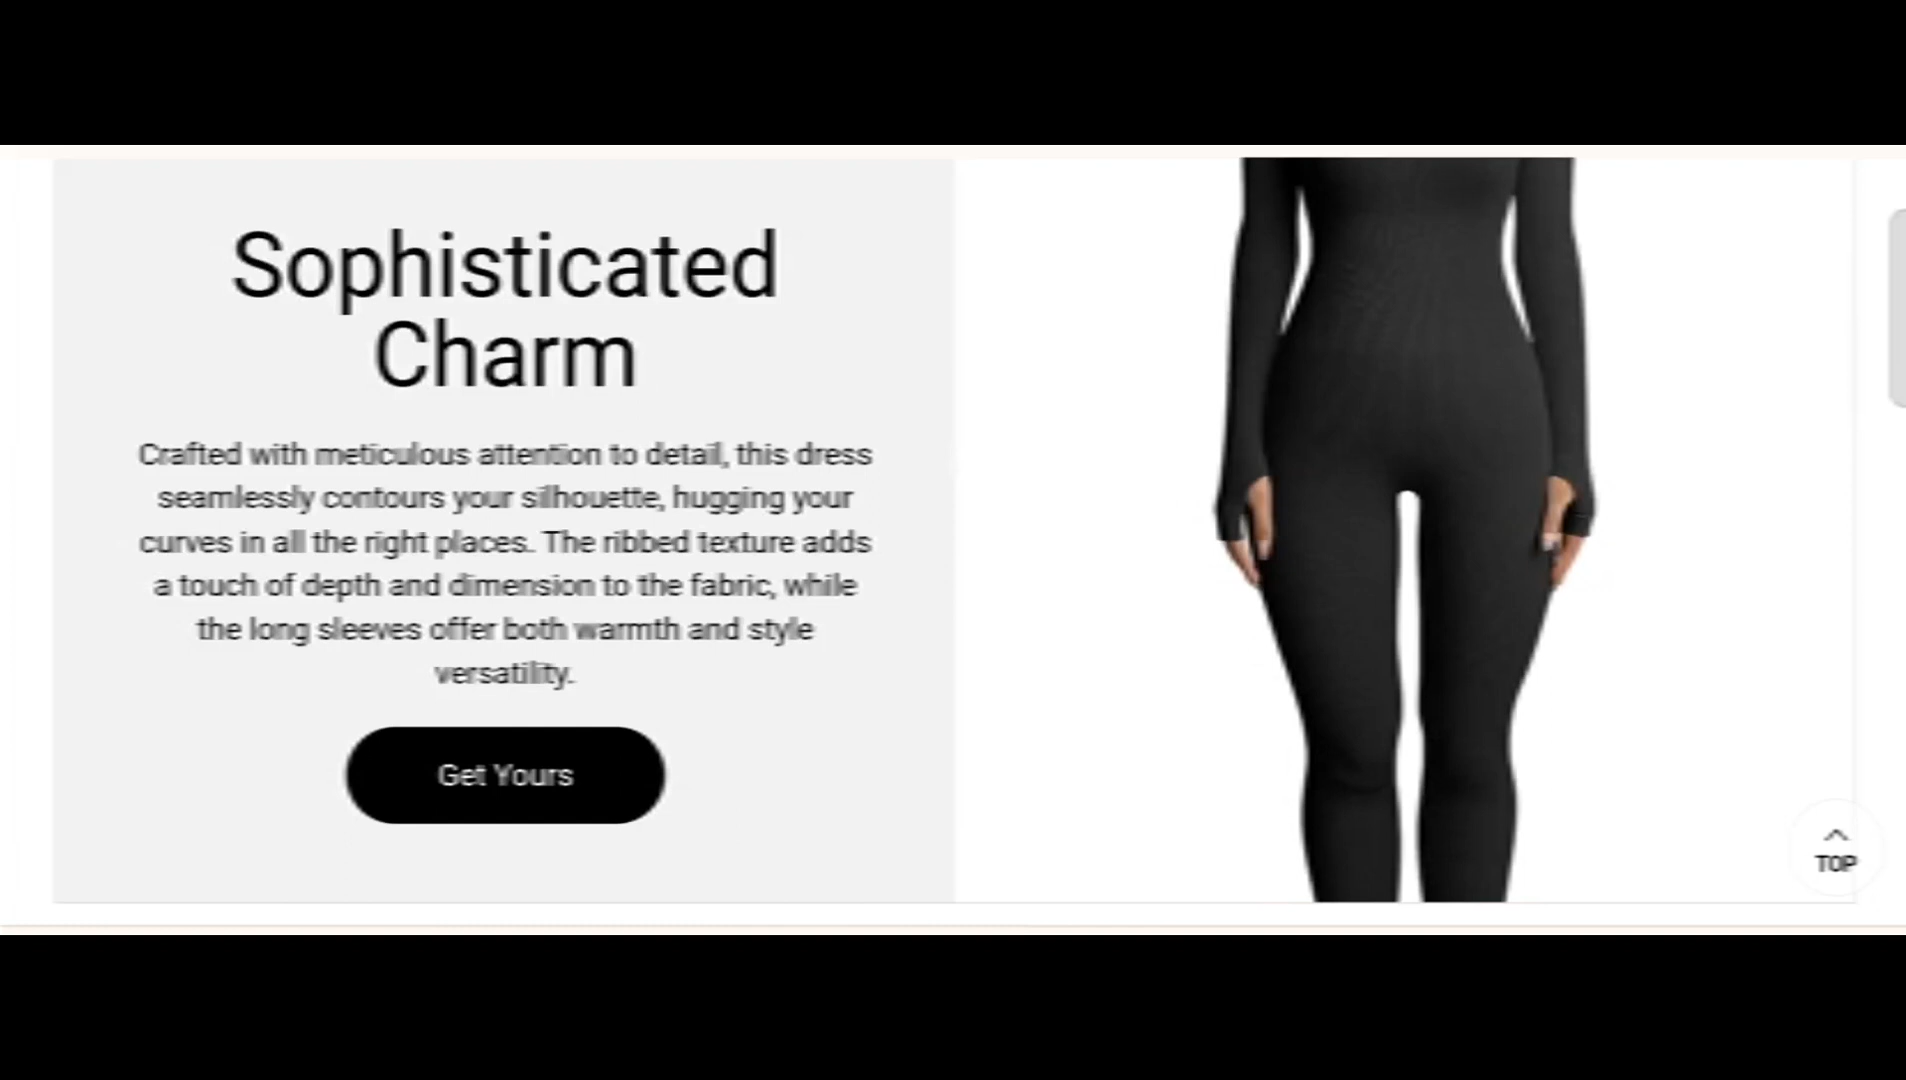 Sophisticated
Charm
Crafted with meticulous attention to detail, this dress
seamlessly contours your silhouette, hugging your
curves in all the right places. The ribbed texture adds
a touch of depth and dimension to the fabric, while
the long sleeves offer both warmth and style
versatility.
Get Yours
TOP